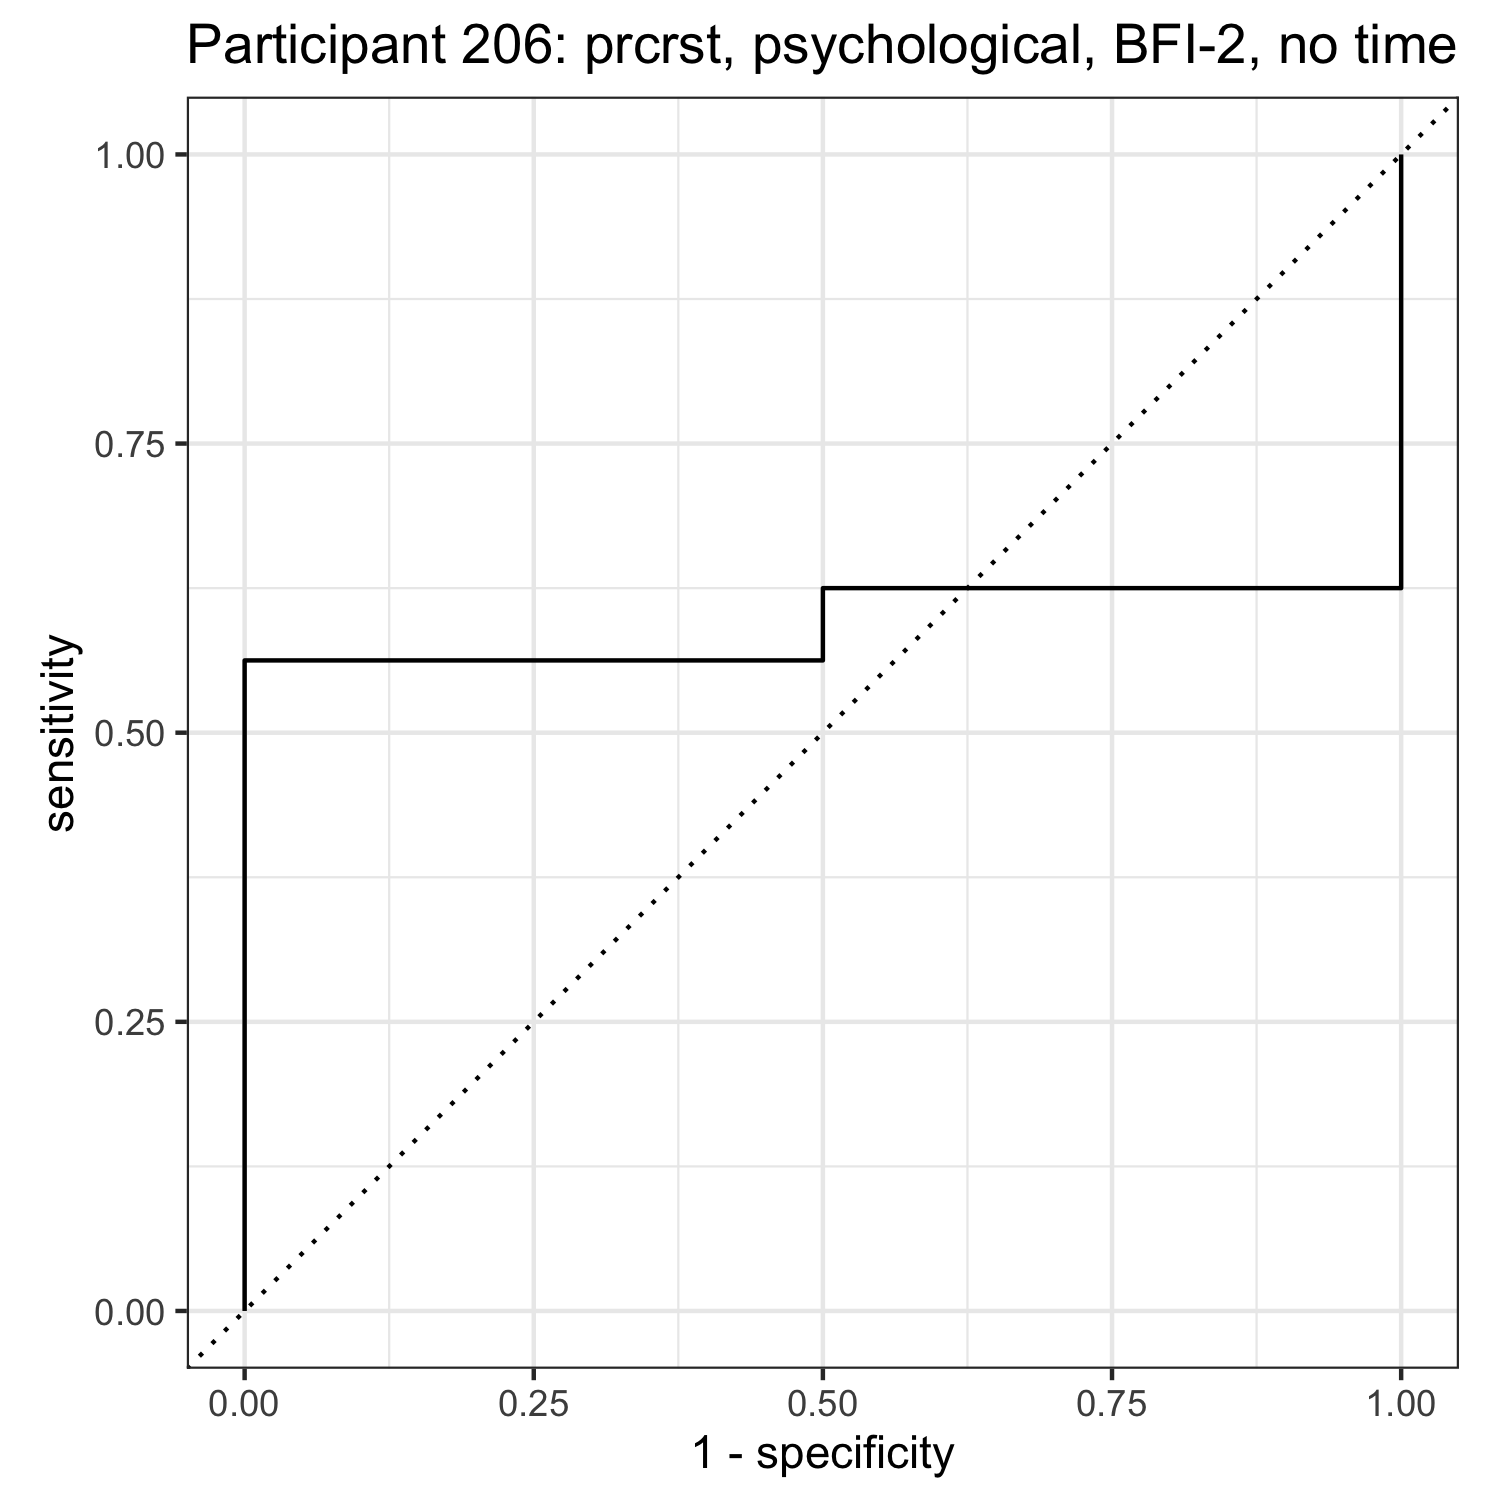 Participant 206: prcrst, psychological, BFI-2, no time
1.00
0.75
0.50
0.25
0.00
sensitivity
0.00 0.25 0.50 0.75 1.00
1 - specificity